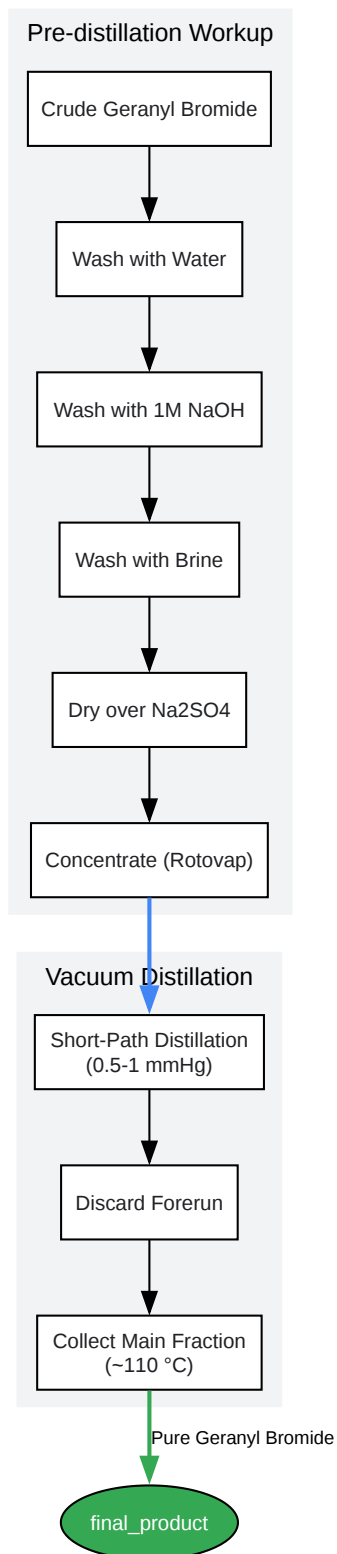 Pre-distillation Workup
Crude Geranyl Bromide
Wash with Water
Wash with 1M NaOH
Wash with Brine
Dry over Na2SO4
Concentrate (Rotovap)
Vacuum Distillation
Short-Path Distillation
(0.5-1 mmHg)
Discard Forerun
Collect Main Fraction
(~110 °C)
Pure Geranyl Bromide
final_product